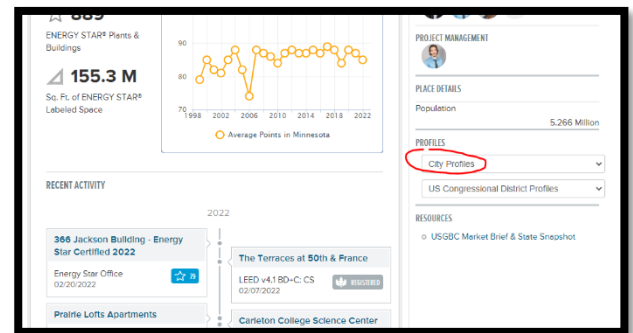 889
ENERGY STAR® Plants &
Buildings
155.3 M
Sq. Ft. of ENERGY STAR®
Labeled Space
90
80
70
1998 2002 2006 2010 2014 2018 2022
Average Points in Minnesota
RECENT ACTIVITY
2022
366 Jackson Building - Energy
Star Certified 2022
Energy Star Office
02/20/2022
The Terraces at 50th & France
LEED v4.1 BD+C: CS
02/07/2022
REGISTERED
Prairie Lofts Apartments
Carleton College Science Center
PROJECT MANAGEMENT
PLACE DETAILS
Population
5.266 Million
PROFILES
City Profiles
US Congressional District Profiles
RESOURCES
USGBC Market Brief & State Snapshot